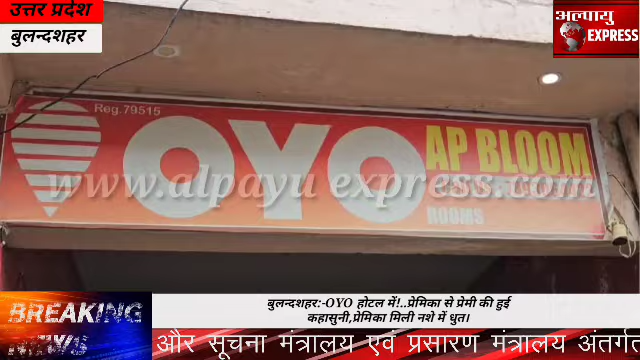 उत्तर प्रदेश
बुलन्दशहर
अल्पायु
EXPRESS
Reg.79515
OYO
AP BLOOM
ROOMS
www.alpayu express.com
बुलन्दशहर:-OYO होटल में!..प्रेमिका से प्रेमी की हुई
कहासुनी,प्रेमिका मिली नशे में धुत।
BREAKING
NEWS
और सूचना मंत्रालय एवं प्रसारण मंत्रालय अंतर्गत